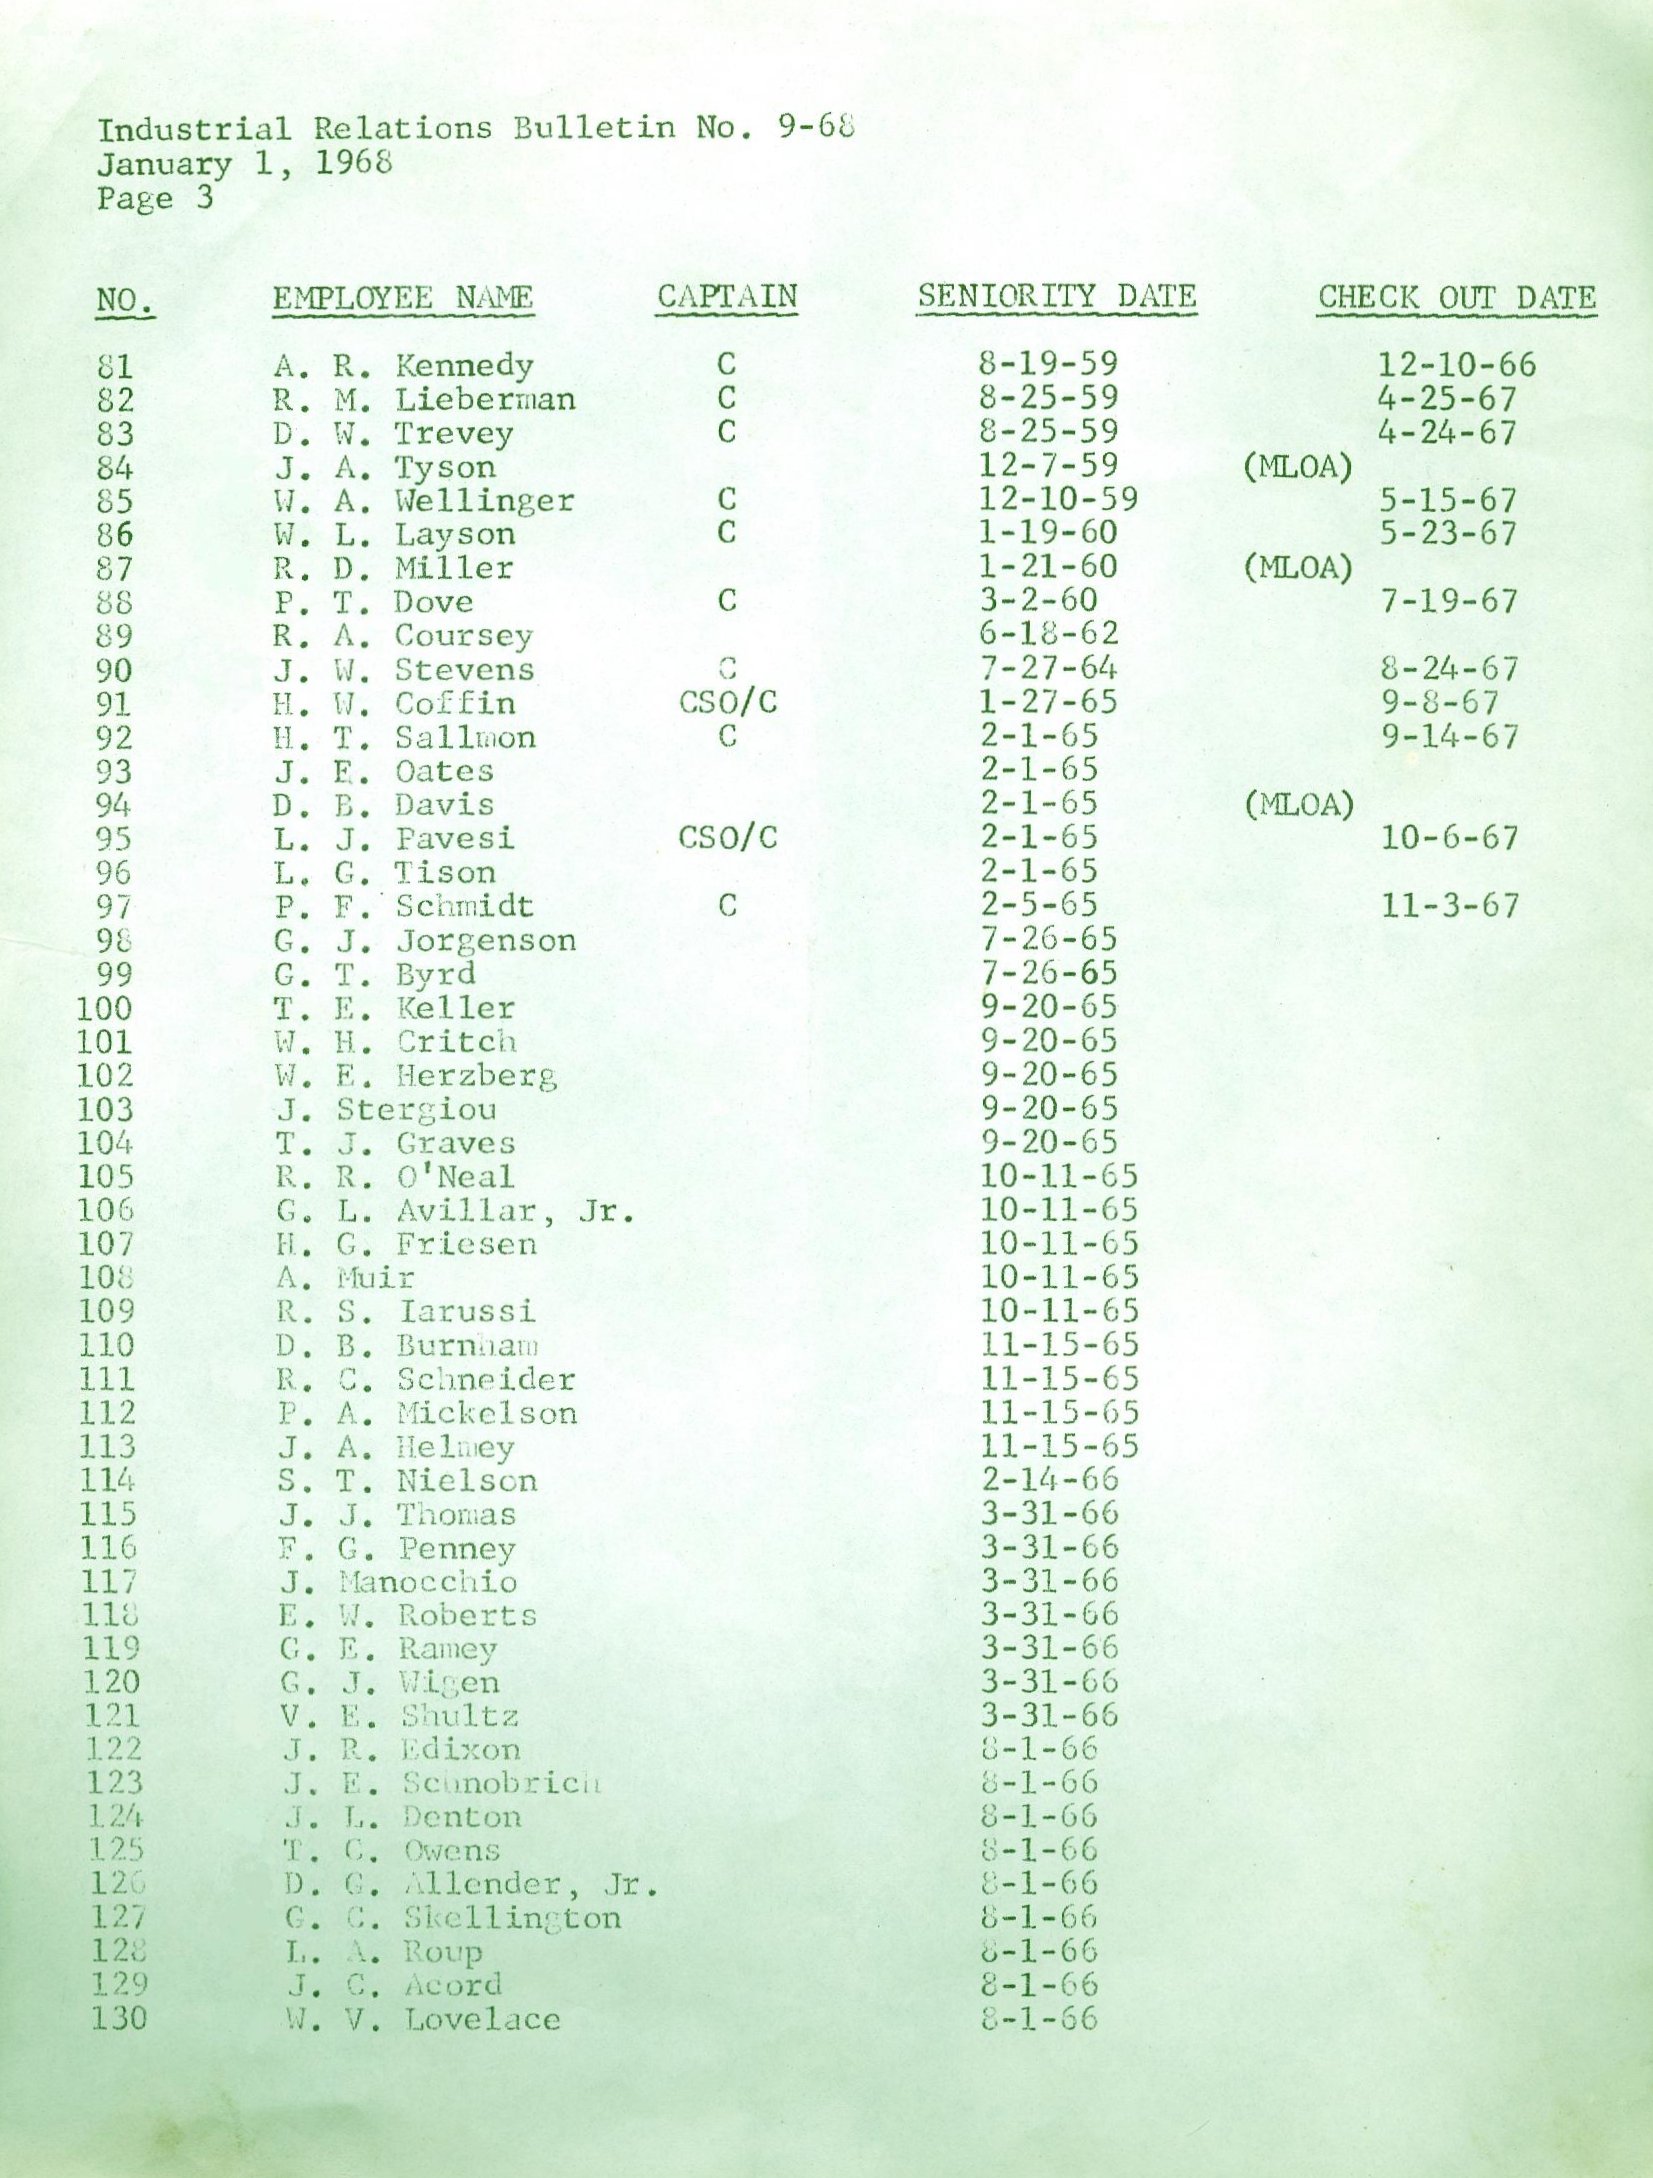 Industrial Relations Bulletin No. 9-68
January 1, 1968
Page 3
NO. EMPLOYEE NAME CAPTAIN SENIORITY DATE CHECK OUT DATE
81 A. R. Kennedy C 8-19-59 12-10-66
82 R. M. Lieberman C 8-25-59 4-25-67
83 D. W. Trevey C 8-25-59 4-24-67
84 J. A. Tyson 12-7-59 (MLOA)
85 W. A. Wellinger C 12-10-59 5-15-67
86 W. L. Layson C 1-19-60 5-23-67
87 R. D. Miller 1-21-60 (MLOA)
88 P. T. Dove C 3-2-60 7-19-67
89 R. A. Coursey 6-18-62
90 J. W. Stevens C 7-27-64 8-24-67
91 H. W. Coffin CSO/C 1-27-65 9-8-67
92 H. T. Sallmon C 2-1-65 9-14-67
93 J. E. Oates 2-1-65
94 D. B. Davis 2-1-65 (MLOA)
95 L. J. Pavesi CSO/C 2-1-65 10-6-67
96 L. G. Tison 2-1-65
97 P. F. Schmidt C 2-5-65 11-3-67
98 G. J. Jorgenson 7-26-65
99 G. T. Byrd 7-26-65
100 T. E. Keller 9-20-65
101 W. H. Critch 9-20-65
102 W. E. Herzberg 9-20-65
103 J. Stergiou 9-20-65
104 T. J. Graves 9-20-65
105 R. R. O'Neal 10-11-65
106 G. L. Avillar, Jr. 10-11-65
107 H. G. Friesen 10-11-65
108 A. Muir 10-11-65
109 R. S. Iarussi 10-11-65
110 D. B. Burnham 11-15-65
111 R. C. Schneider 11-15-65
112 P. A. Mickelson 11-15-65
113 J. A. Helmey 11-15-65
114 S. T. Nielson 2-14-66
115 J. J. Thomas 3-31-66
116 F. G. Penney 3-31-66
117 J. Manocchio 3-31-66
118 E. W. Roberts 3-31-66
119 G. E. Ramey 3-31-66
120 G. J. Wigen 3-31-66
121 V. E. Shultz 3-31-66
122 J. R. Edixon 8-1-66
123 J. E. Schnobrich 8-1-66
124 J. L. Denton 8-1-66
125 T. C. Owens 8-1-66
126 D. G. Allender, Jr. 8-1-66
127 G. C. Skellington 8-1-66
128 L. A. Roup 8-1-66
129 J. C. Acord 8-1-66
130 W. V. Lovelace 8-1-66